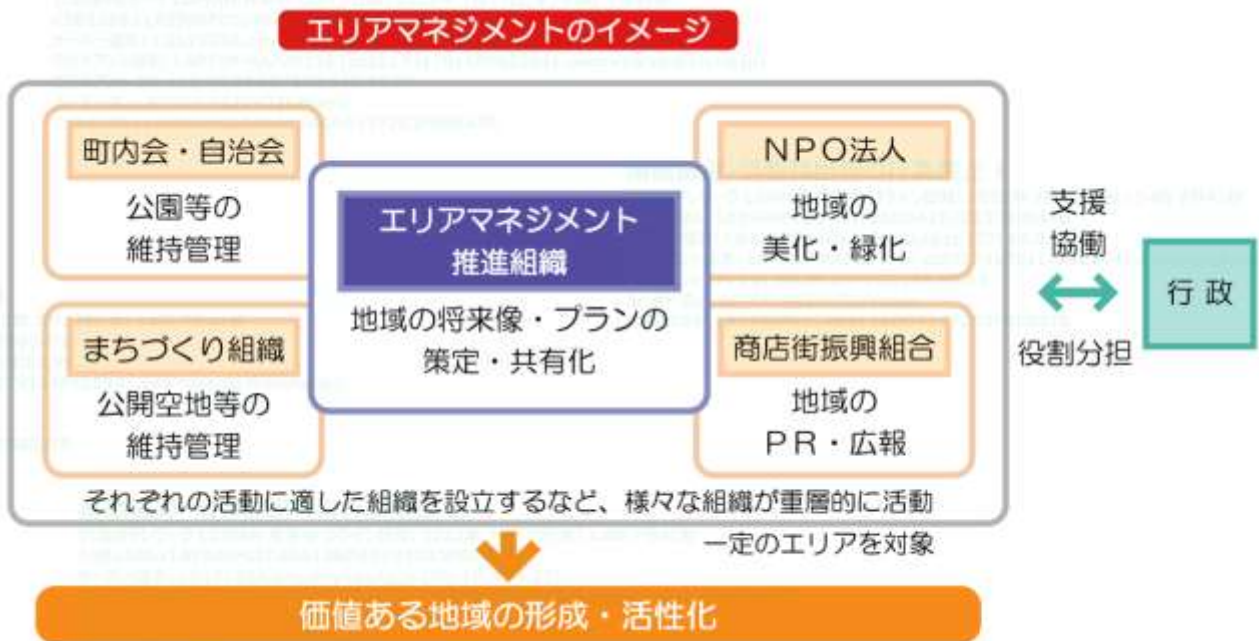 エリアマネジメントのイメージ
町内会・自治会
公園等の
維持管理
NPO法人
地域の
美化・緑化
エリアマネジメント
推進組織
地域の将来像・プランの
策定・共有化
まちづくり組織
公開空地等の
維持管理
商店街振興組合
地域の
PR・広報
それぞれの活動に適した組織を設立するなど、様々な組織が重層的に活動
一定のエリアを対象
支援
協働
役割分担
行政
価値ある地域の形成・活性化